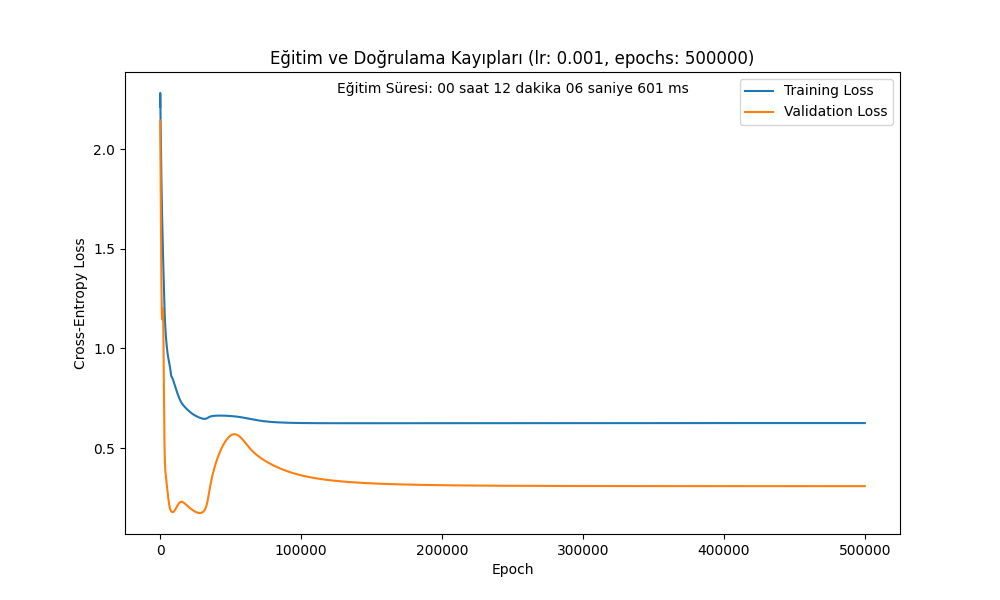 Eğitim ve Doğrulama Kayıpları (lr: 0.001, epochs: 500000)
Eğitim Süresi: 00 saat 12 dakika 06 saniye 601 ms
Training Loss
Validation Loss
Cross-Entropy Loss
2.0
1.5
1.0
0.5
0 100000 200000 300000 400000 500000
Epoch